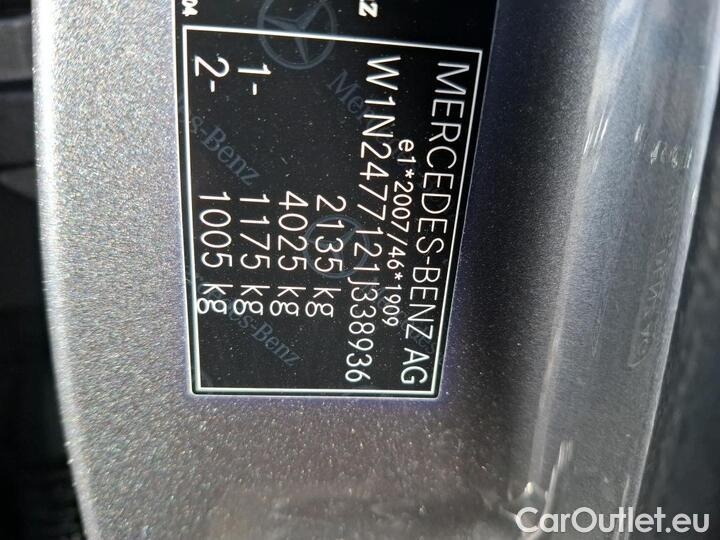 MERCEDES-BENZ AG
e1*2007/46*1909
W1N2477121J338936
2135 kg
4025 kg
1- 1175 kg
2- 1005 kg
CarOutlet.eu